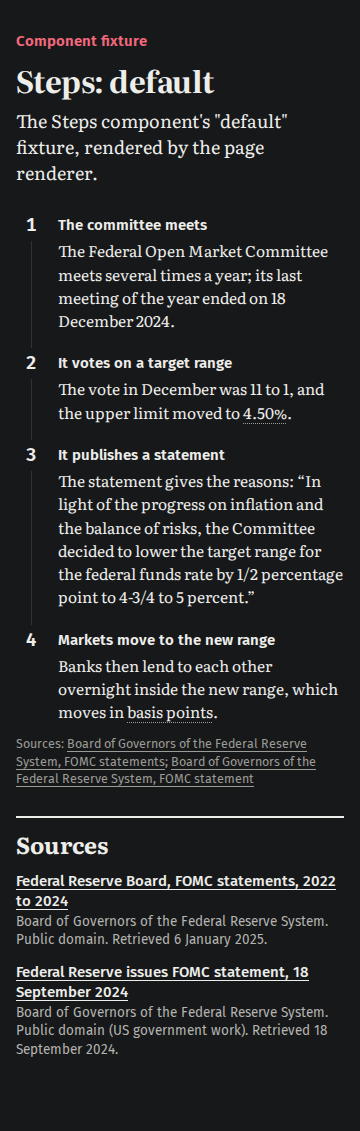 Component fixture
Steps: default
The Steps component's "default"
fixture, rendered by the page
renderer.
1 The committee meets
The Federal Open Market Committee
meets several times a year; its last
meeting of the year ended on 18
December 2024.
2 It votes on a target range
The vote in December was 11 to 1, and
the upper limit moved to 4.50%.
3 It publishes a statement
The statement gives the reasons: “In
light of the progress on inflation and
the balance of risks, the Committee
decided to lower the target range for
the federal funds rate by 1/2 percentage
point to 4-3/4 to 5 percent.”
4 Markets move to the new range
Banks then lend to each other
overnight inside the new range, which
moves in basis points.
Sources: Board of Governors of the Federal Reserve
System, FOMC statements; Board of Governors of the
Federal Reserve System, FOMC statement
Sources
Federal Reserve Board, FOMC statements, 2022
to 2024
Board of Governors of the Federal Reserve System.
Public domain. Retrieved 6 January 2025.
Federal Reserve issues FOMC statement, 18
September 2024
Board of Governors of the Federal Reserve System.
Public domain (US government work). Retrieved 18
September 2024.